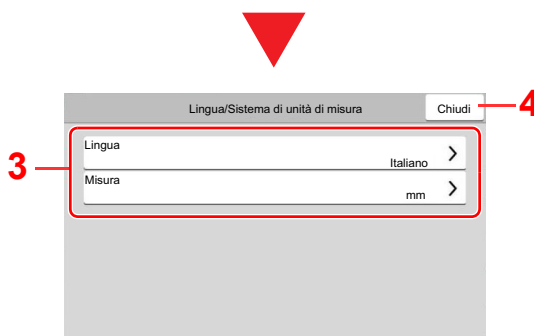 Lingua/Sistema di unità di misura
Chiudi
4
3
Lingua
Italiano
Misura
mm